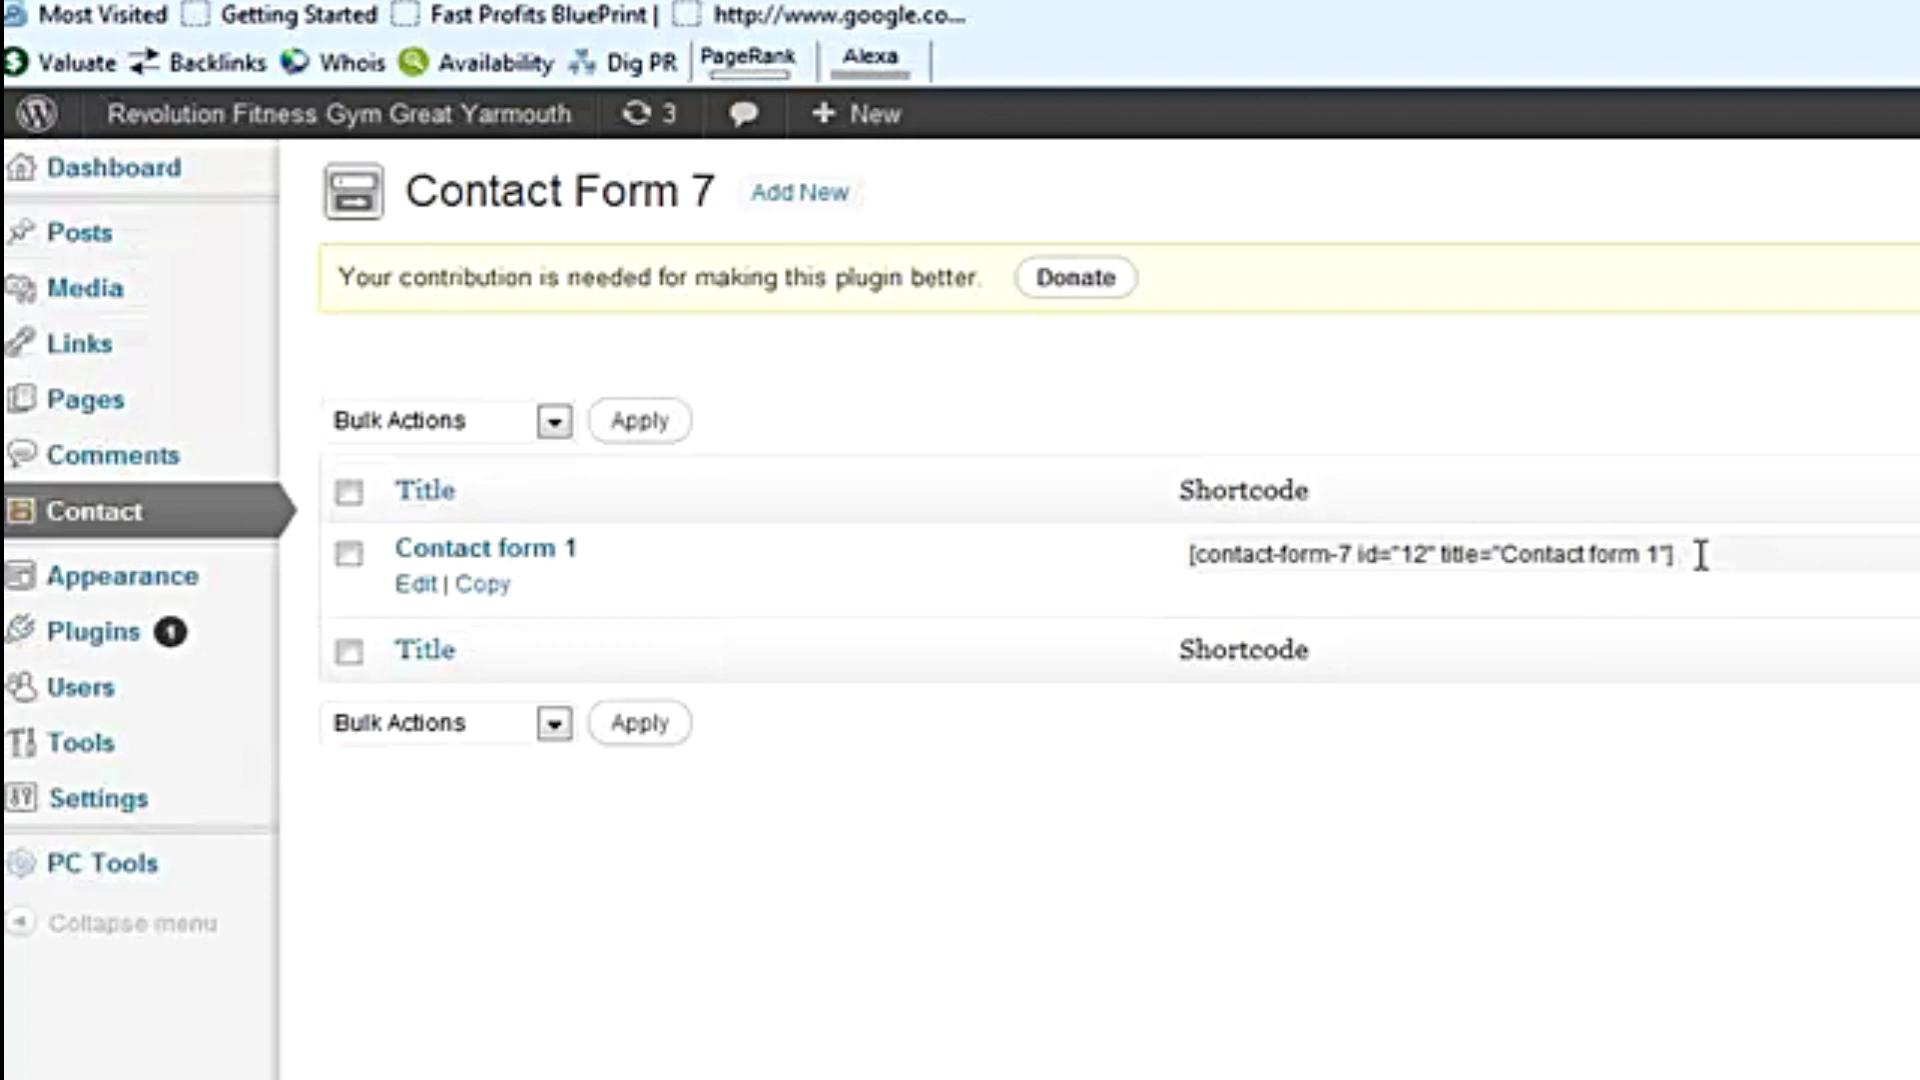 Most Visited Getting Started Fast Profits BluePrint | http://www.google.co...
Valuate Backlinks Whois Availability Dig PR PageRank Alexa
Revolution Fitness Gym Great Yarmouth 3 + New
Dashboard
Posts
Media
Links
Pages
Comments
Contact
Appearance
Plugins 1
Users
Tools
Settings
PC Tools
Collapse menu
Contact Form 7 Add New
Your contribution is needed for making this plugin better. Donate
Bulk Actions Apply
Title Shortcode
Contact form 1 [contact-form-7 id="12" title="Contact form 1"]
Edit | Copy
Title Shortcode
Bulk Actions Apply